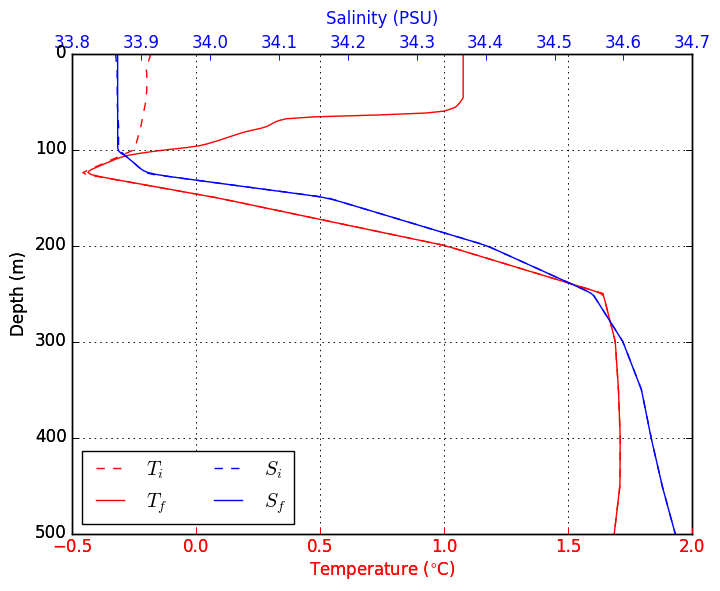 Salinity (PSU)
33.8 33.9 34.0 34.1 34.2 34.3 34.4 34.5 34.6 34.7
0
100
200
300
400
500
Depth (m)
T_i S_i
T_f S_f
−0.5 0.0 0.5 1.0 1.5 2.0
Temperature (°C)